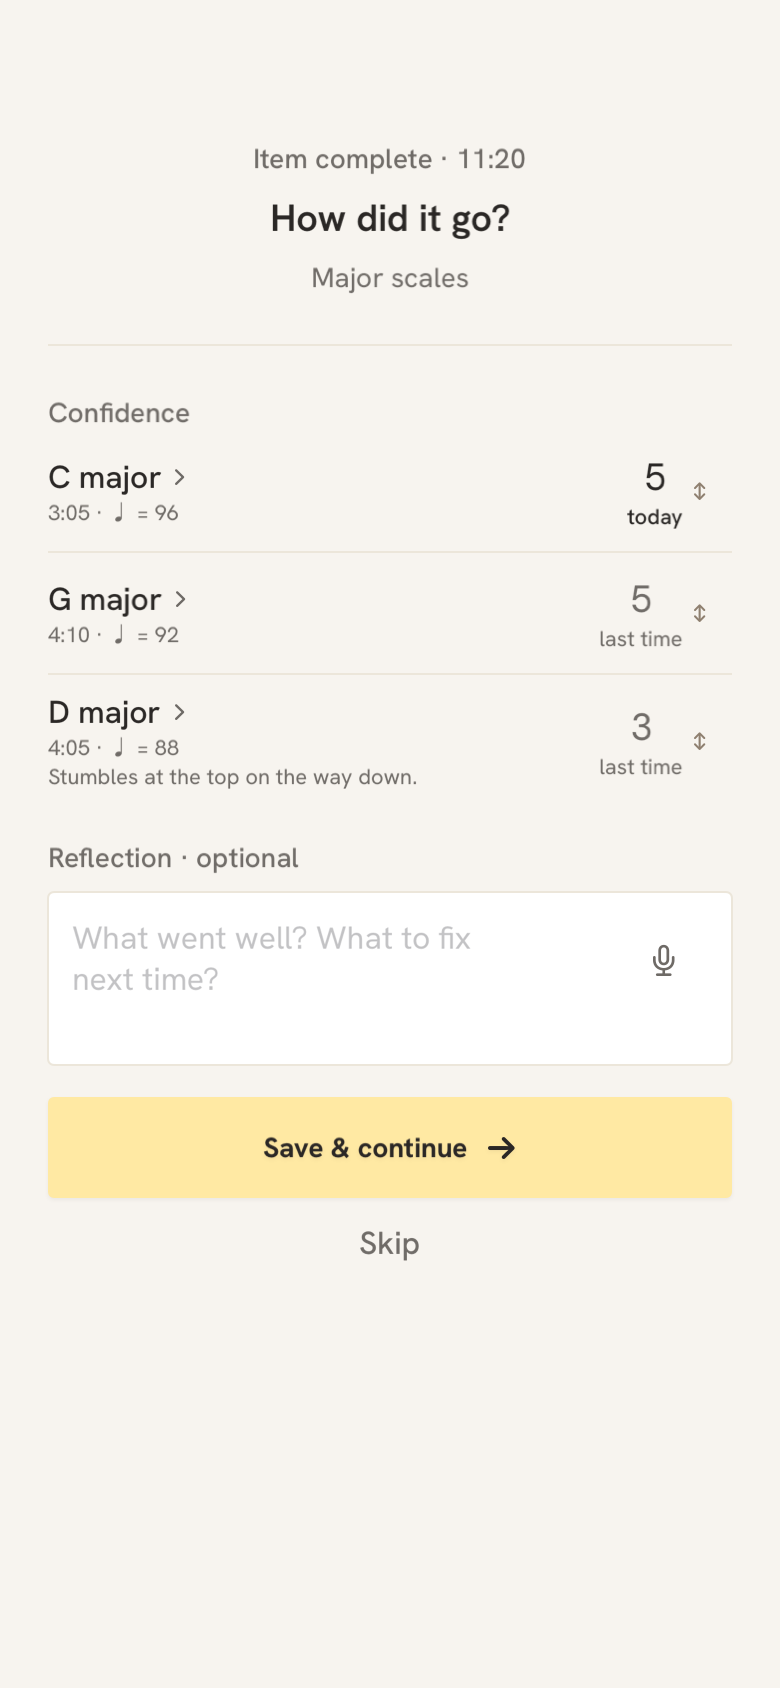 Item complete · 11:20
How did it go?
Major scales
Confidence
C major
3:05 · ♩ = 96
5
today
G major
4:10 · ♩ = 92
5
last time
D major
4:05 · ♩ = 88
Stumbles at the top on the way down.
3
last time
Reflection · optional
What went well? What to fix
next time?
Save & continue →
Skip